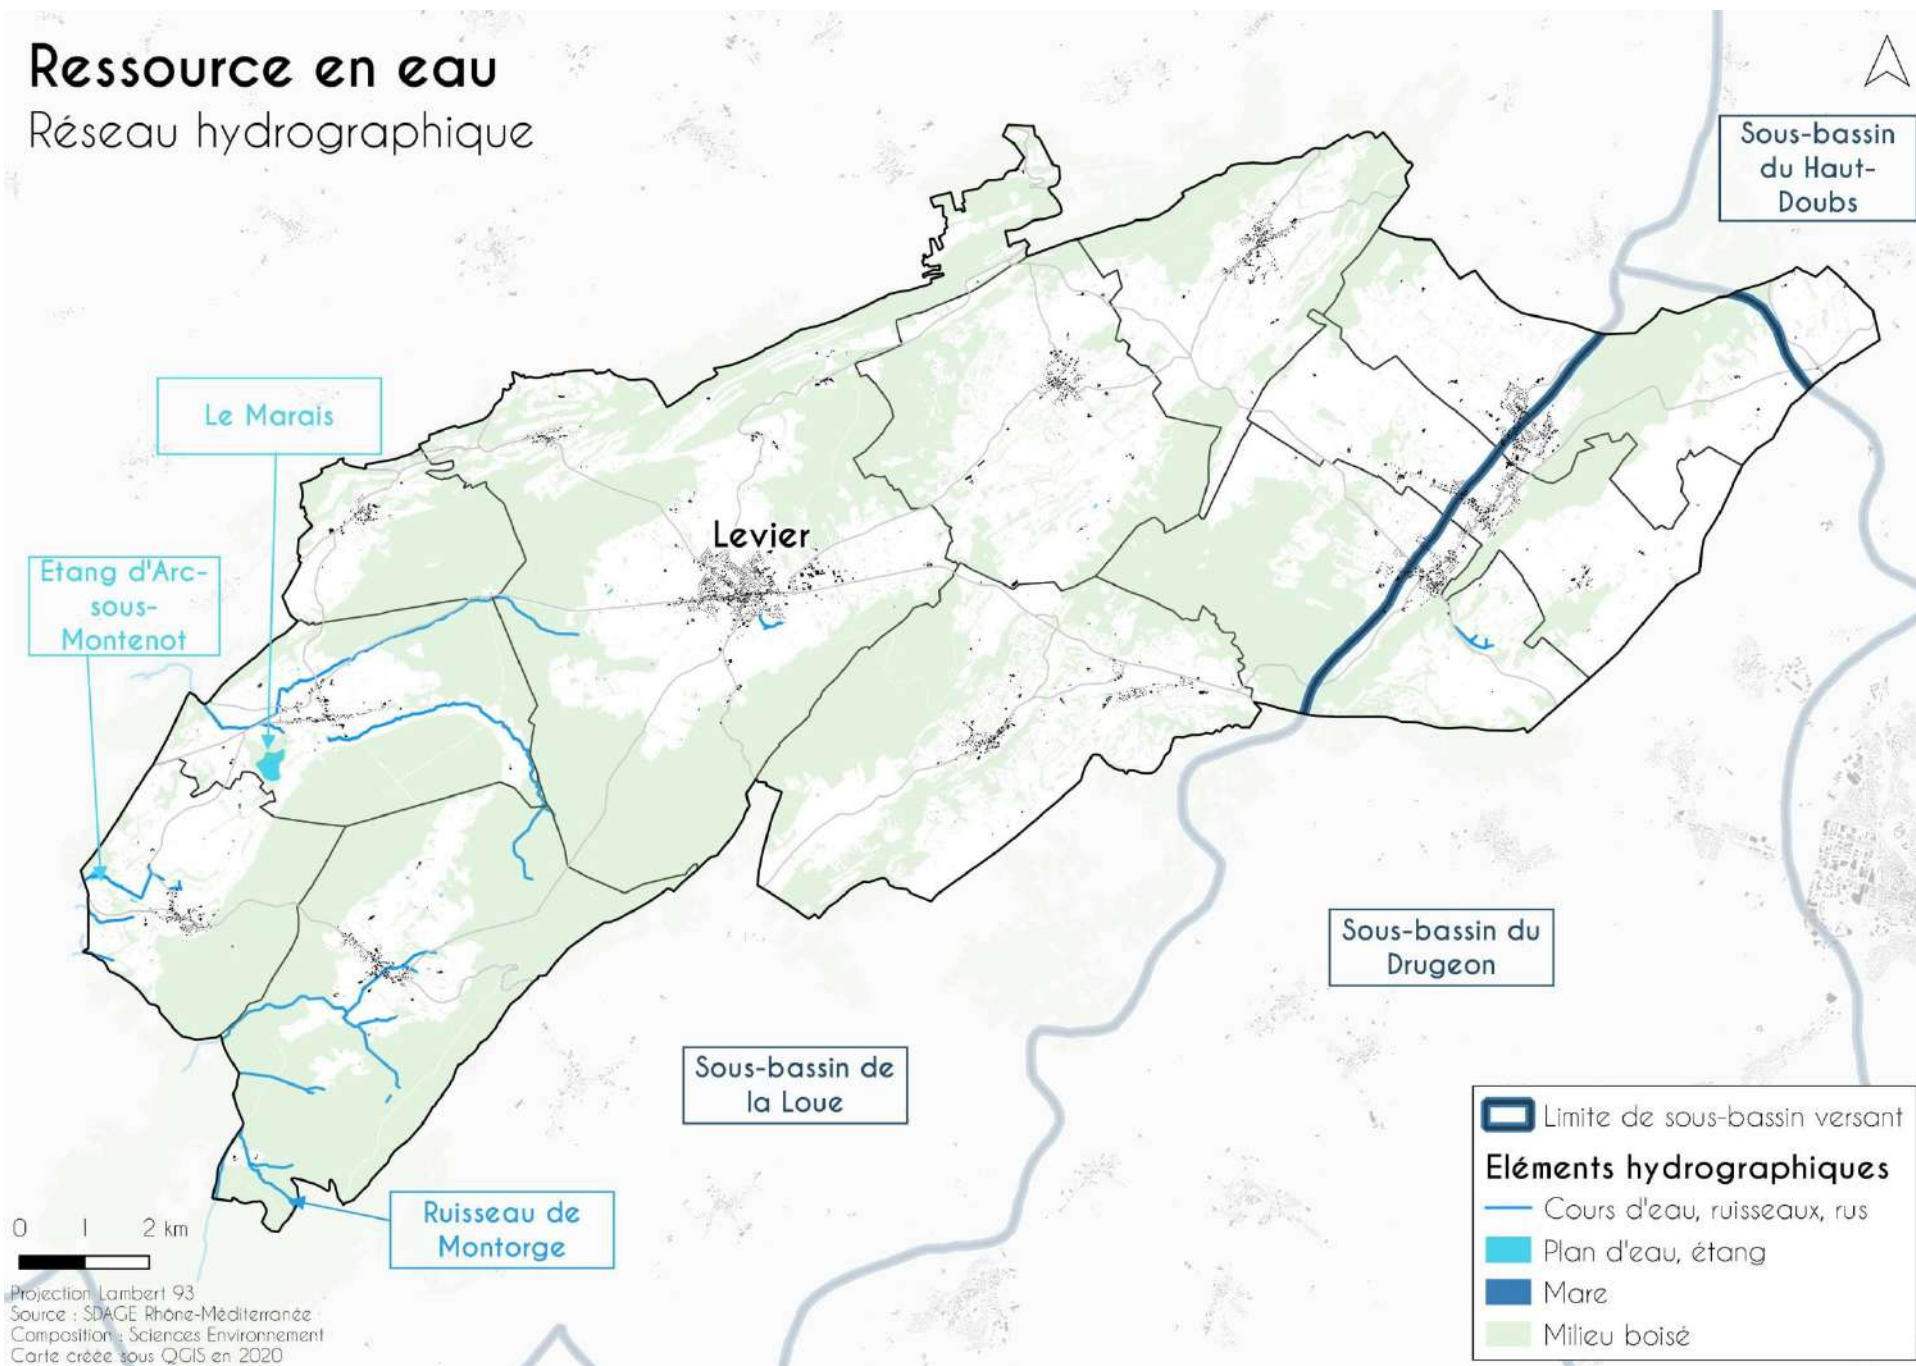 Ressource en eau
Réseau hydrographique
Sous-bassin
du Haut-
Doubs
Le Marais
Levier
Etang d'Arc-
sous-
Montenot
Sous-bassin du
Drugeon
Sous-bassin de
la Loue
Ruisseau de
Montorge
Limite de sous-bassin versant
Eléments hydrographiques
Cours d'eau, ruisseaux, rus
Plan d'eau, étang
Mare
Milieu boisé
0 1 2 km
Projection Lambert 93
Source : SDAGE Rhône-Méditerranée
Composition : Sciences Environnement
Carte créée sous QGIS en 2020